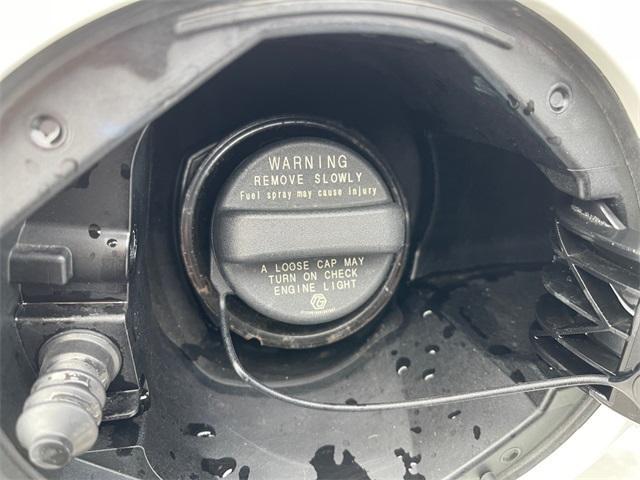 WARNING
REMOVE SLOWLY
Fuel spray may cause injury
A LOOSE CAP MAY
TURN ON CHECK
ENGINE LIGHT